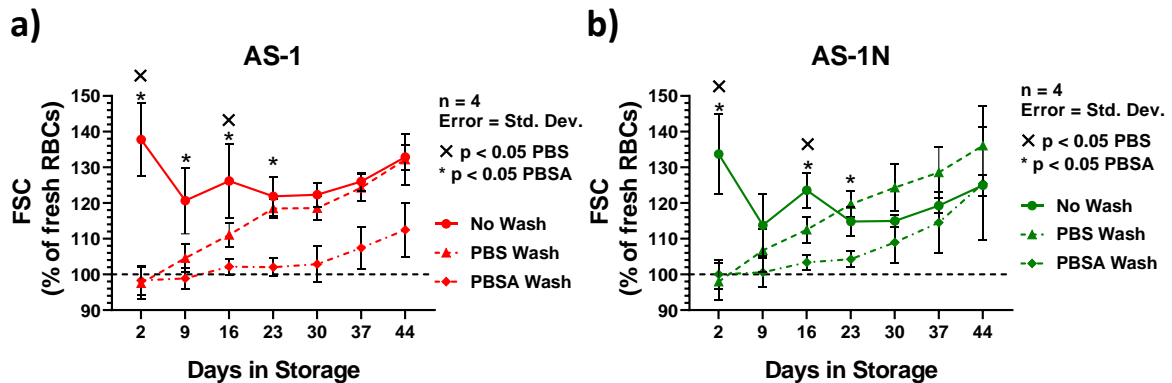 a)
AS-1
FSC
(% of fresh RBCs)
150
140
130
120
110
100
90
2 9 16 23 30 37 44
Days in Storage
× *
*
× *
*
n = 4
Error = Std. Dev.
× p < 0.05 PBS
* p < 0.05 PBSA
No Wash
PBS Wash
PBSA Wash
b)
AS-1N
FSC
(% of fresh RBCs)
150
140
130
120
110
100
90
2 9 16 23 30 37 44
Days in Storage
× *
× *
*
n = 4
Error = Std. Dev.
× p < 0.05 PBS
* p < 0.05 PBSA
No Wash
PBS Wash
PBSA Wash